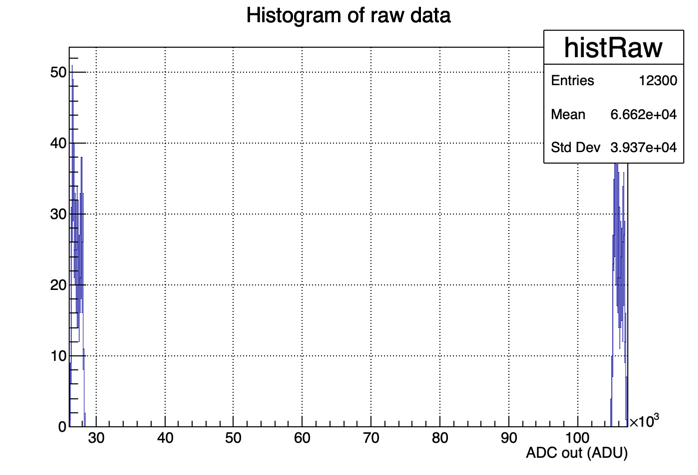 Histogram of raw data
histRaw
Entries 12300
Mean 6.662e+04
Std Dev 3.937e+04
50
40
30
20
10
0
30 40 50 60 70 80 90 100
×10³
ADC out (ADU)